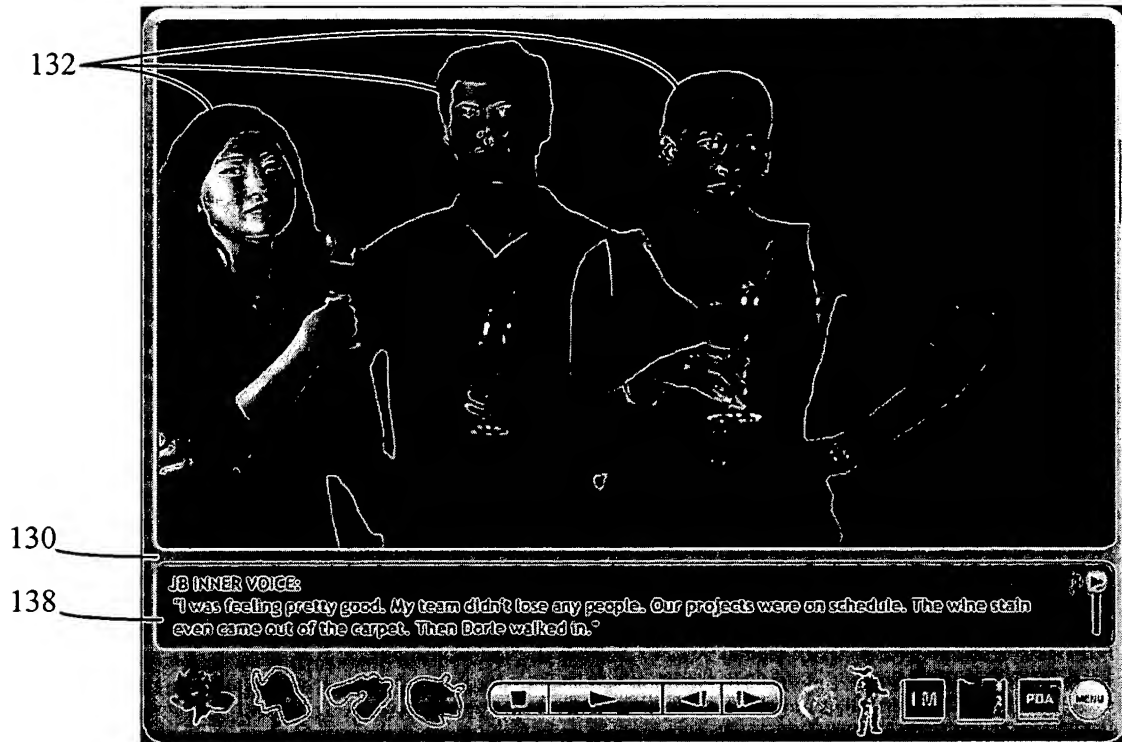 132
130
138
JB INNER VOICE:
"I was feeling pretty good. My team didn't lose any people. Our projects were on schedule. The wine stain
even came out of the carpet. Then Dorie walked in."
LM
PDA
MENU